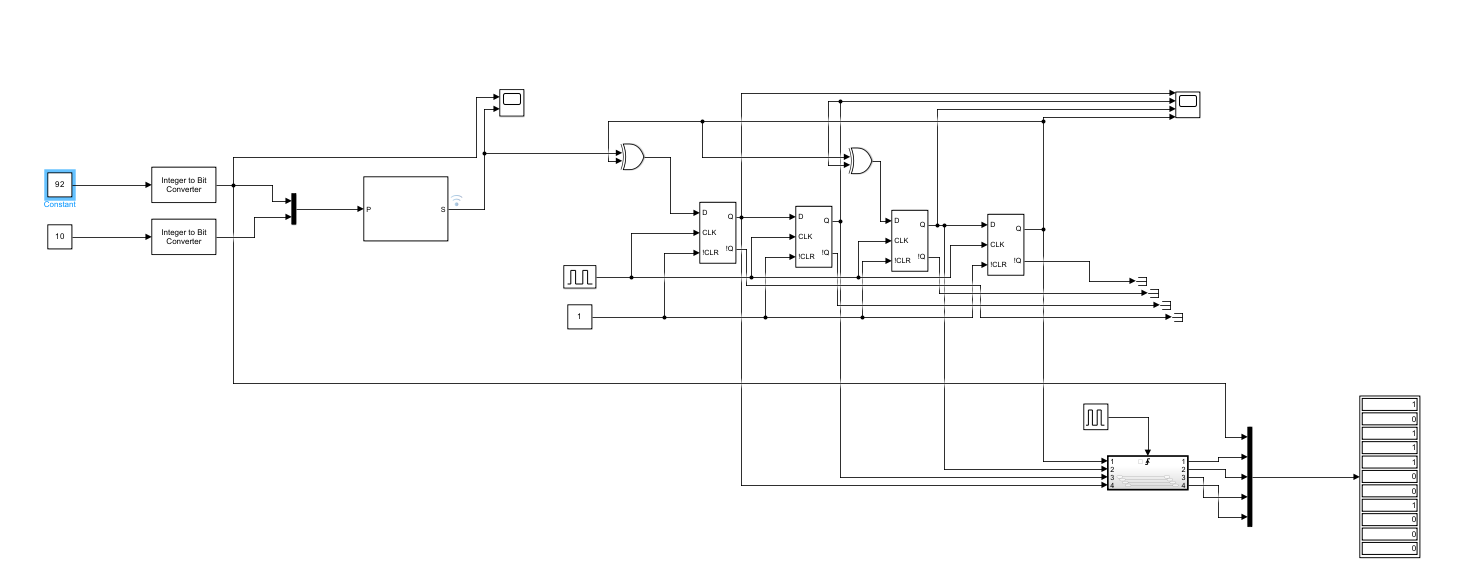 92
Constant
Integer to Bit
Converter
10
Integer to Bit
Converter
P
S
D
CLK
!CLR
Q
!Q
D
CLK
!CLR
Q
!Q
D
CLK
!CLR
Q
!Q
D
CLK
!CLR
Q
!Q
1
1
2
3
4
1
2
3
4
1
0
1
1
1
0
0
1
0
0
0